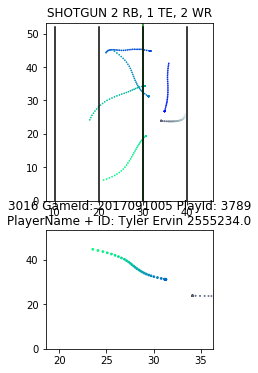 SHOTGUN 2 RB, 1 TE, 2 WR
50
40
30
20
10
0
10 20 30 40
3016 GameId: 2017091005 PlayId: 3789
PlayerName + ID: Tyler Ervin 2555234.0
40
20
0
20 25 30 35